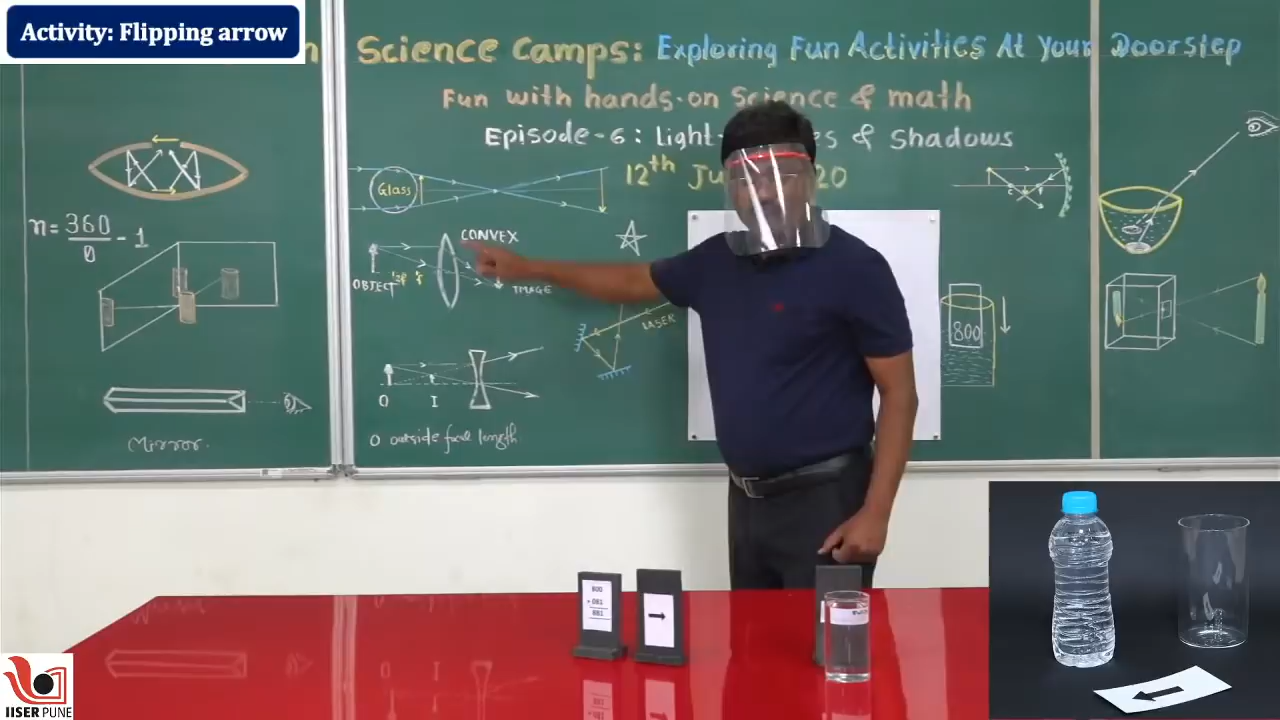 Activity: Flipping arrow
Science Camps: Exploring Fun Activities At Your Doorstep
Fun with hands-on Science & math
Episode-6: Light- & Shadows
12th 20
Glass
n= 360
0 - 1
CONVEX
OBJECT
IMAGE
LASER
800
O I
O outside focal length
Mirror.
IISER PUNE